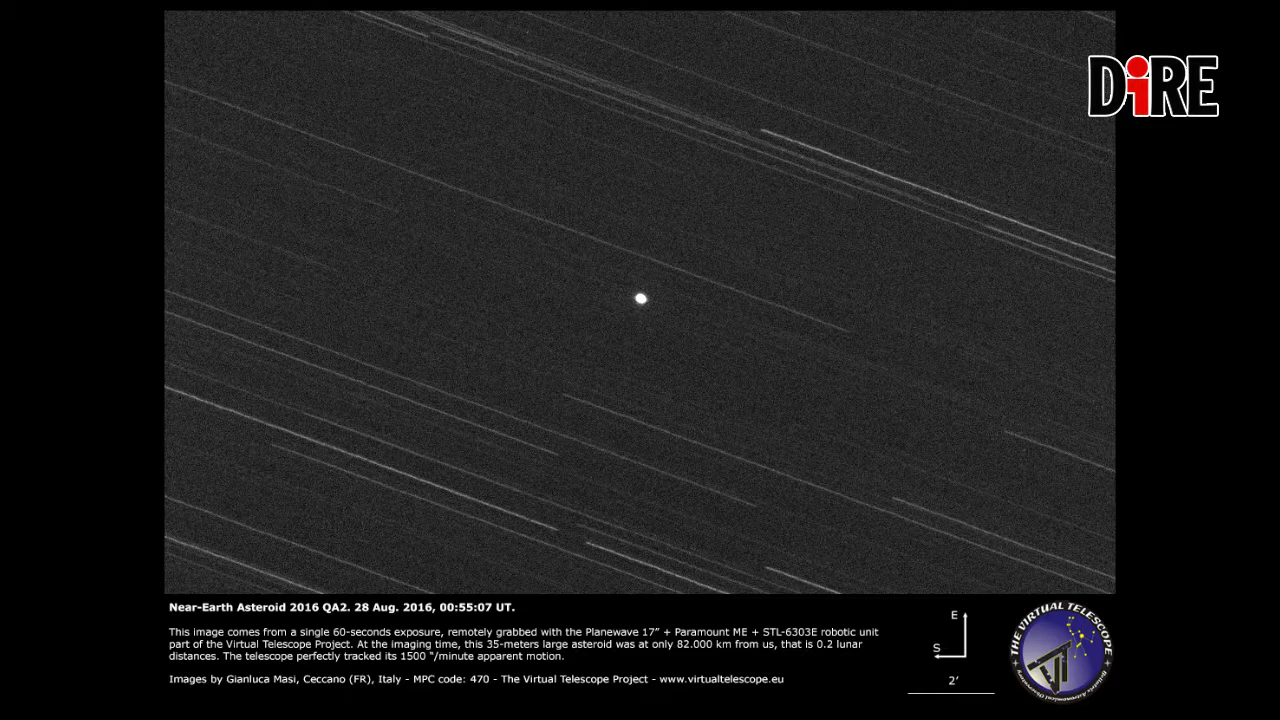 DiRE
Near-Earth Asteroid 2016 QA2. 28 Aug. 2016, 00:55:07 UT.
This image comes from a single 60-seconds exposure, remotely grabbed with the Planewave 17” + Paramount ME + STL-6303E robotic unit
part of the Virtual Telescope Project. At the imaging time, this 35-meters large asteroid was at only 82.000 km from us, that is 0.2 lunar
distances. The telescope perfectly tracked its 1500 “/minute apparent motion.
Images by Gianluca Masi, Ceccano (FR), Italy - MPC code: 470 - The Virtual Telescope Project - www.virtualtelescope.eu
E
S
2’
THE VIRTUAL TELESCOPE
Bellatrix Astronomical Observatory